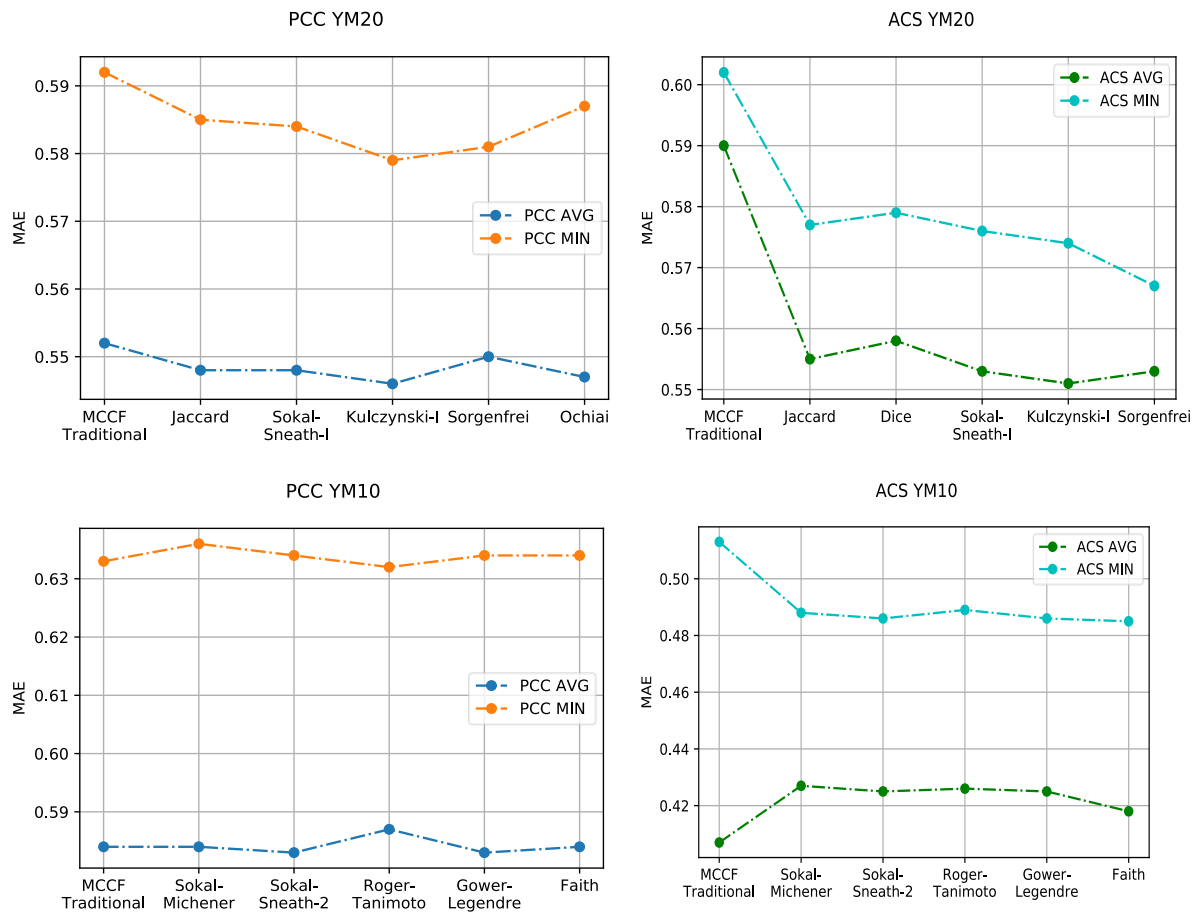 PCC YM20
MAE
0.59
0.58
0.57
0.56
0.55
PCC AVG
PCC MIN
MCCF Jaccard Sokal- Kulczynski-I Sorgenfrei Ochiai
Traditional Sneath-I
ACS YM20
MAE
0.60
0.59
0.58
0.57
0.56
0.55
ACS AVG
ACS MIN
MCCF Jaccard Dice Sokal- Kulczynski-I Sorgenfrei
Traditional Sneath-I
PCC YM10
MAE
0.63
0.62
0.61
0.60
0.59
PCC AVG
PCC MIN
MCCF Sokal- Sokal- Roger- Gower- Faith
Traditional Michener Sneath-2 Tanimoto Legendre
ACS YM10
MAE
0.50
0.48
0.46
0.44
0.42
ACS AVG
ACS MIN
MCCF Sokal- Sokal- Roger- Gower- Faith
Traditional Michener Sneath-2 Tanimoto Legendre